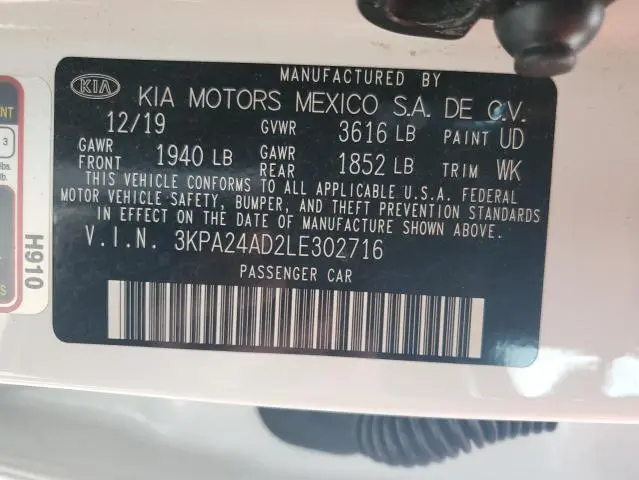 MANUFACTURED BY
KIA KIA MOTORS MEXICO S.A. DE C.V.
12/19 GVWR 3616 LB PAINT UD
GAWR FRONT 1940 LB GAWR REAR 1852 LB TRIM WK
THIS VEHICLE CONFORMS TO ALL APPLICABLE U.S.A. FEDERAL
MOTOR VEHICLE SAFETY, BUMPER, AND THEFT PREVENTION STANDARDS
IN EFFECT ON THE DATE OF MANUFACTURE SHOWN ABOVE.
V.I.N. 3KPA24AD2LE302716
PASSENGER CAR
H910
3
lbs.